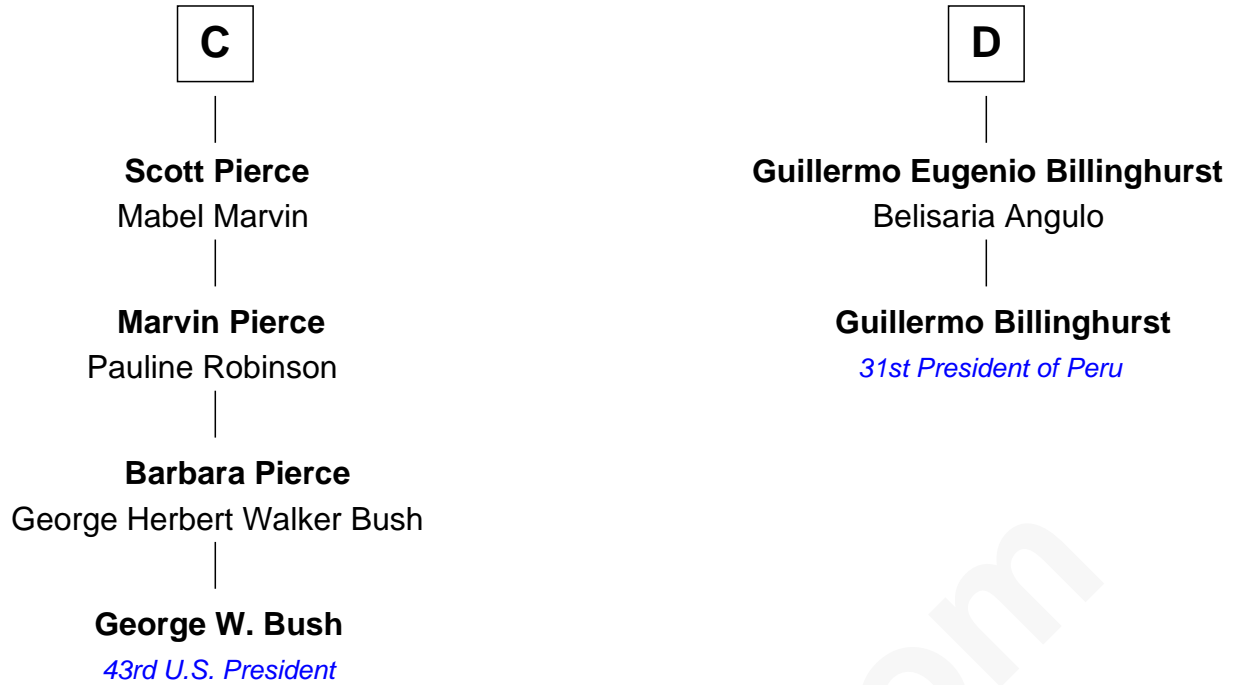 C
Scott Pierce
Mabel Marvin
Marvin Pierce
Pauline Robinson
Barbara Pierce
George Herbert Walker Bush
George W. Bush
43rd U.S. President
D
Guillermo Eugenio Billinghurst
Belisaria Angulo
Guillermo Billinghurst
31st President of Peru
om